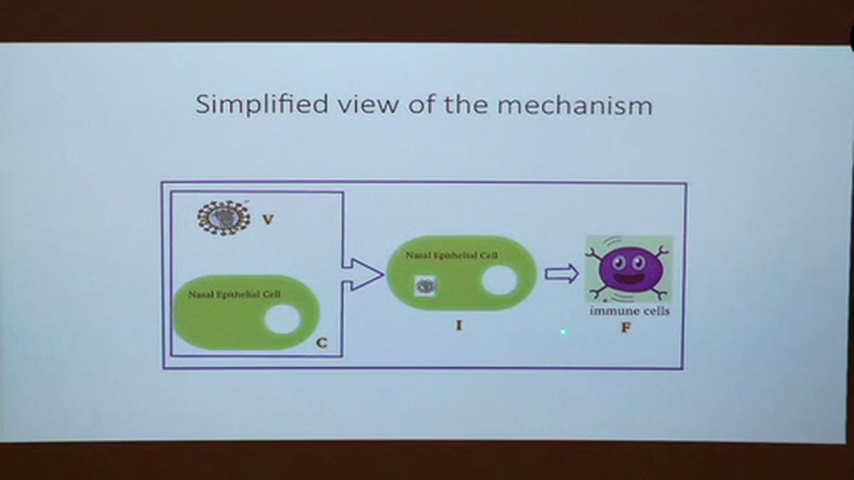 Simplified view of the mechanism
V
Nasal Epithelial Cell
C
Nasal Epithelial Cell
I
immune cells
F